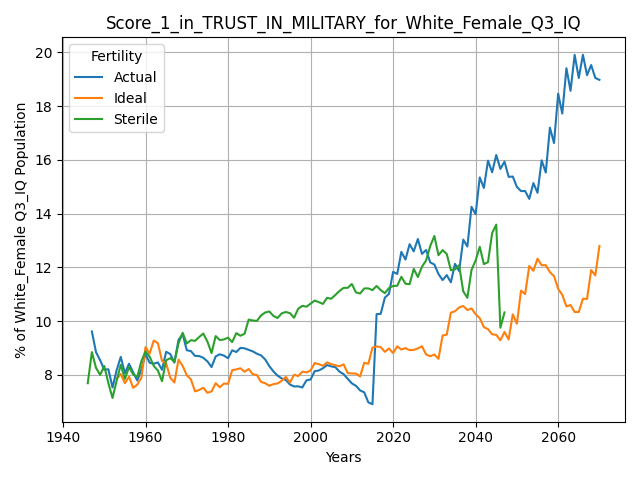 Score_1_in_TRUST_IN_MILITARY_for_White_Female_Q3_IQ
Fertility
Actual
Ideal
Sterile
% of White_Female Q3_IQ Population
20
18
16
14
12
10
8
1940
1960
1980
2000
2020
2040
2060
Years